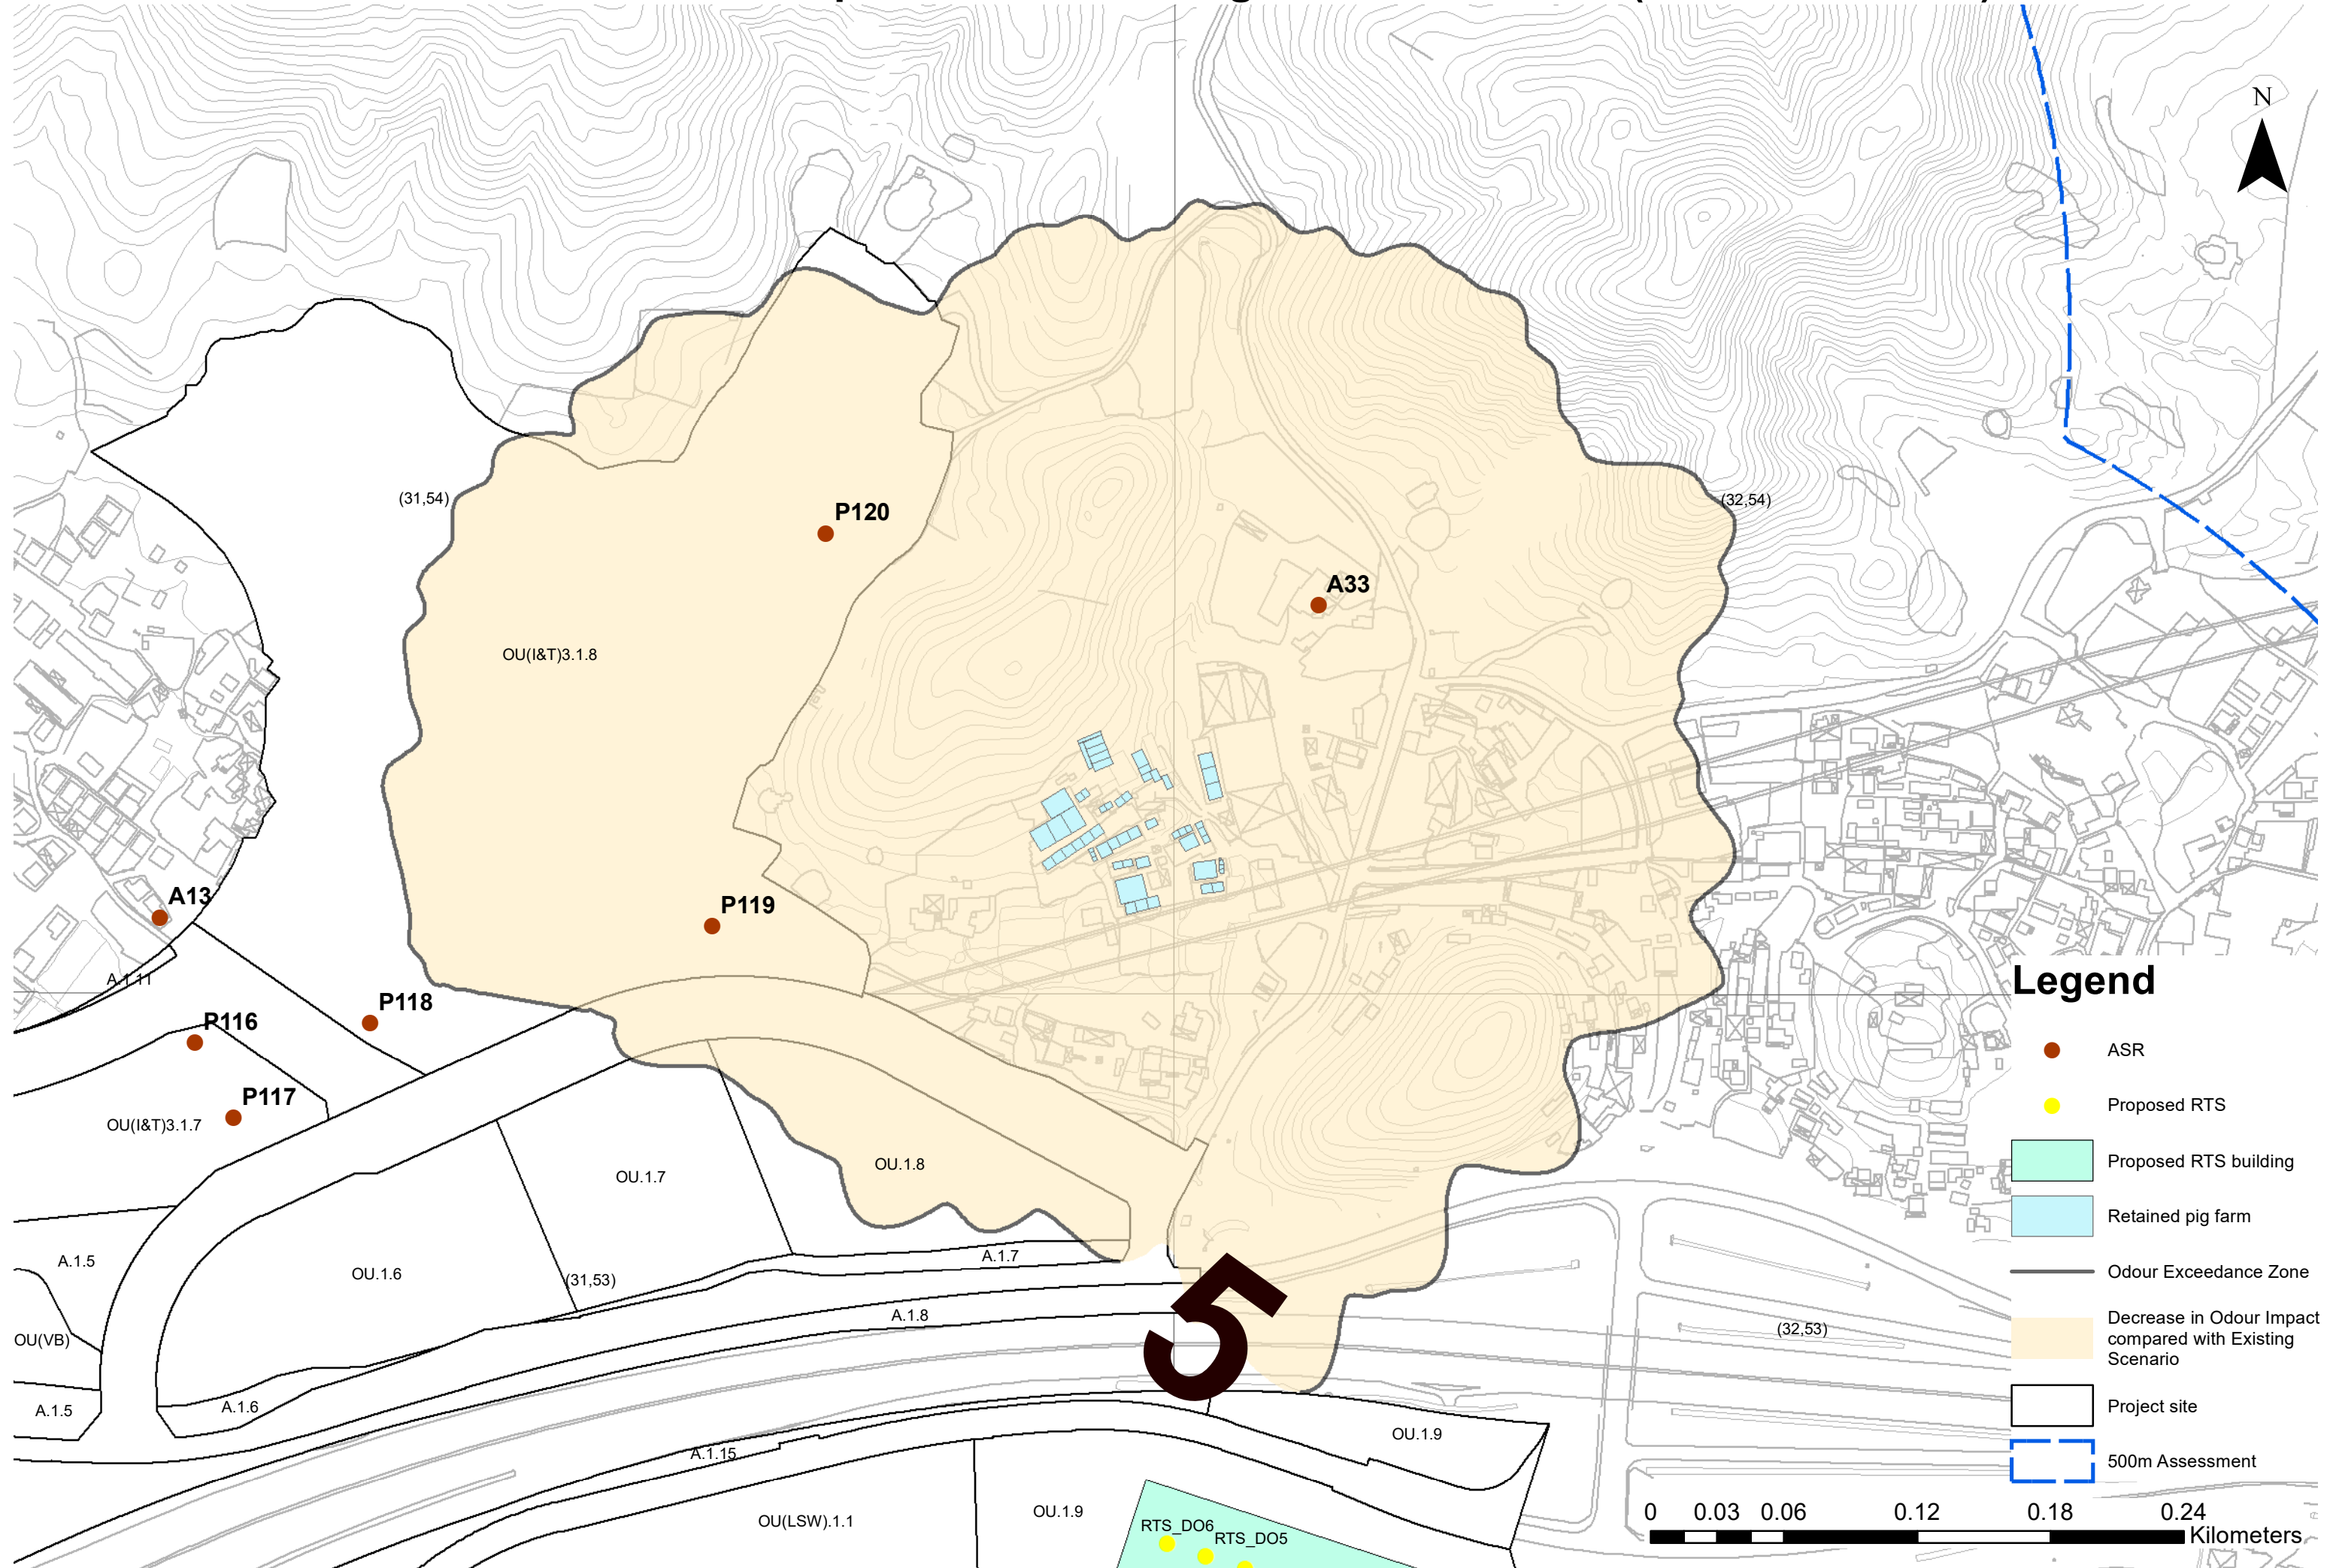 N
(31,54)
(32,54)
P120
A33
OU(I&T)3.1.8
A13
P119
A.1.11
P118
P116
P117
OU(I&T)3.1.7
OU.1.8
OU.1.7
A.1.5
A.1.7
OU.1.6
(31,53)
A.1.8
(32,53)
OU(VB)
A.1.5
A.1.6
5
OU.1.9
A.1.15
OU(LSW).1.1
OU.1.9
RTS_DO6
RTS_DO5
Legend
ASR
Proposed RTS
Proposed RTS building
Retained pig farm
Odour Exceedance Zone
Decrease in Odour Impact
compared with Existing
Scenario
Project site
500m Assessment
0 0.03 0.06 0.12 0.18 0.24
Kilometers